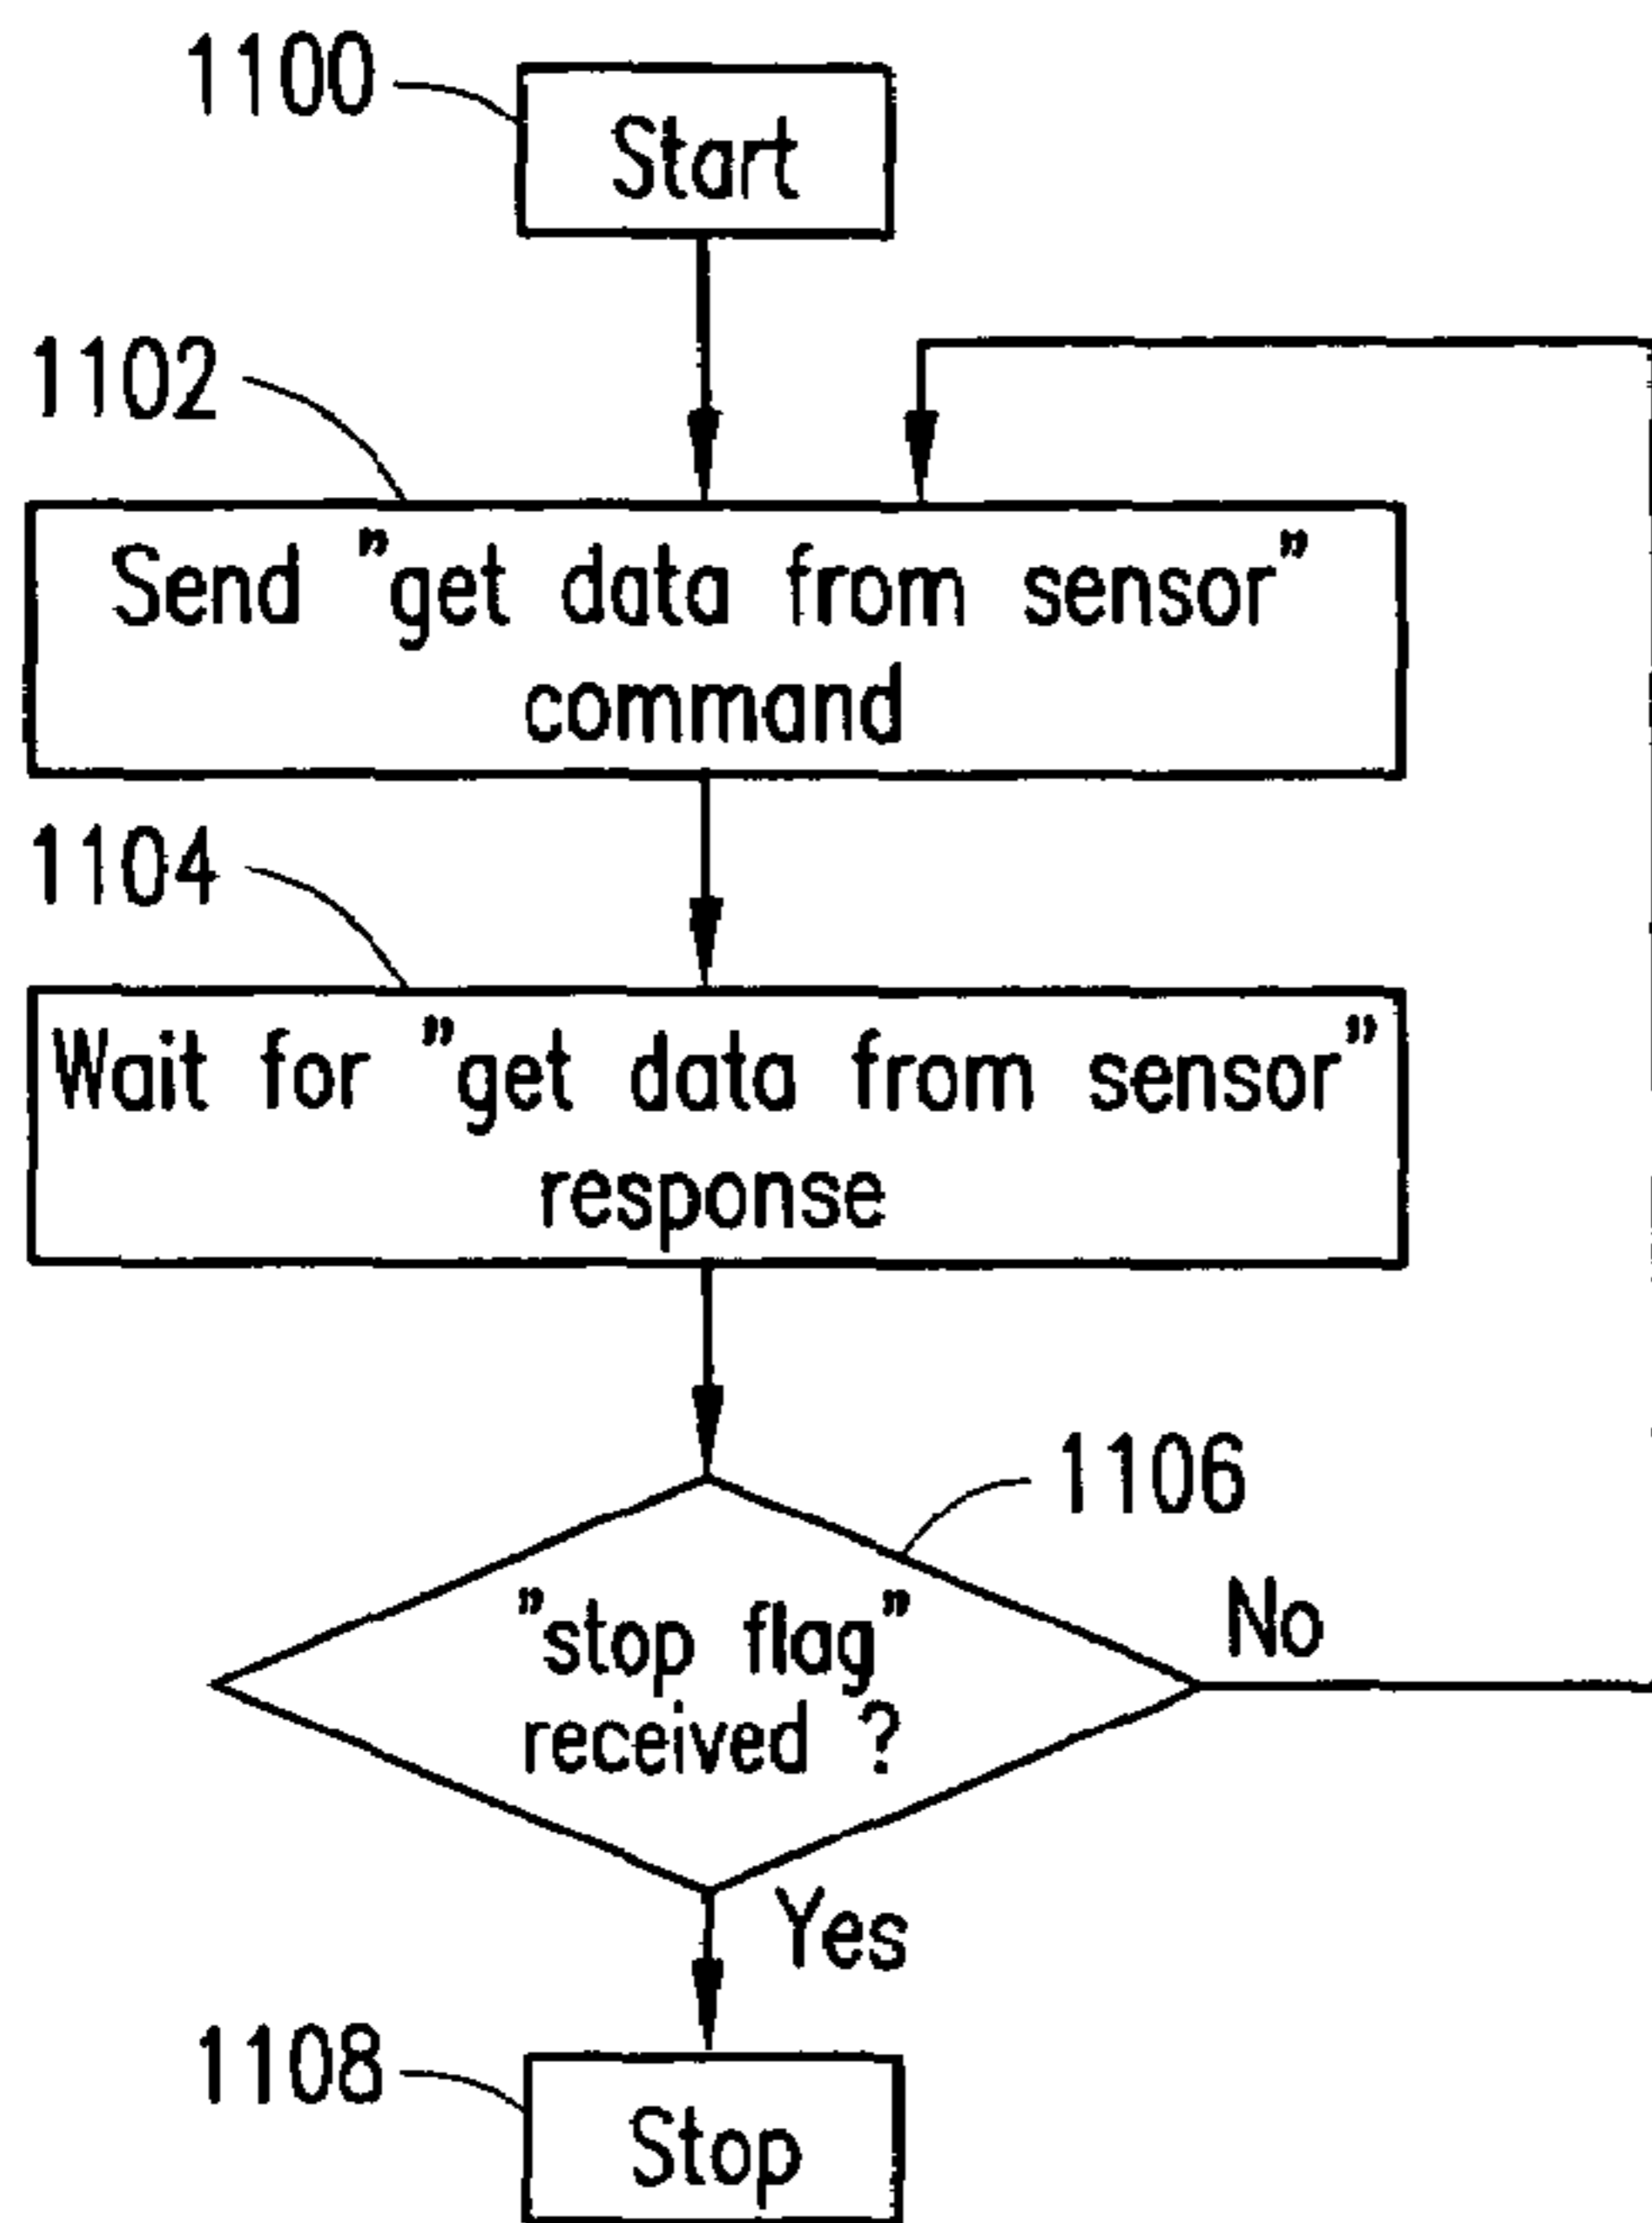 1100
Start
1102
Send "get data from sensor"
command
1104
Wait for "get data from sensor"
response
1106
"stop flag"
received ?
No
Yes
1108
Stop